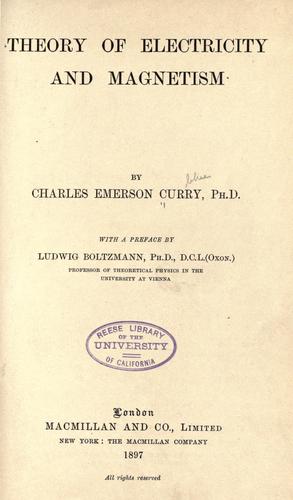 THEORY OF ELECTRICITY
AND MAGNETISM
BY
CHARLES EMERSON CURRY, PH.D.
WITH A PREFACE BY
LUDWIG BOLTZMANN, PH.D., D.C.L.(OXON.)
PROFESSOR OF THEORETICAL PHYSICS IN THE
UNIVERSITY AT VIENNA
REESE LIBRARY
OF THE
UNIVERSITY
OF CALIFORNIA
London
MACMILLAN AND CO., LIMITED
NEW YORK : THE MACMILLAN COMPANY
1897
All rights reserved